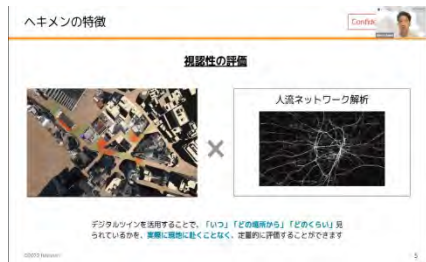 ヘキメンの特徴
視認性の評価
人流ネットワーク解析
×
デジタルツインを活用することで、「いつ」「どの場所から」「どのくらい」見
られているかを、実際に現地に赴くことなく、定量的に評価することができます
5